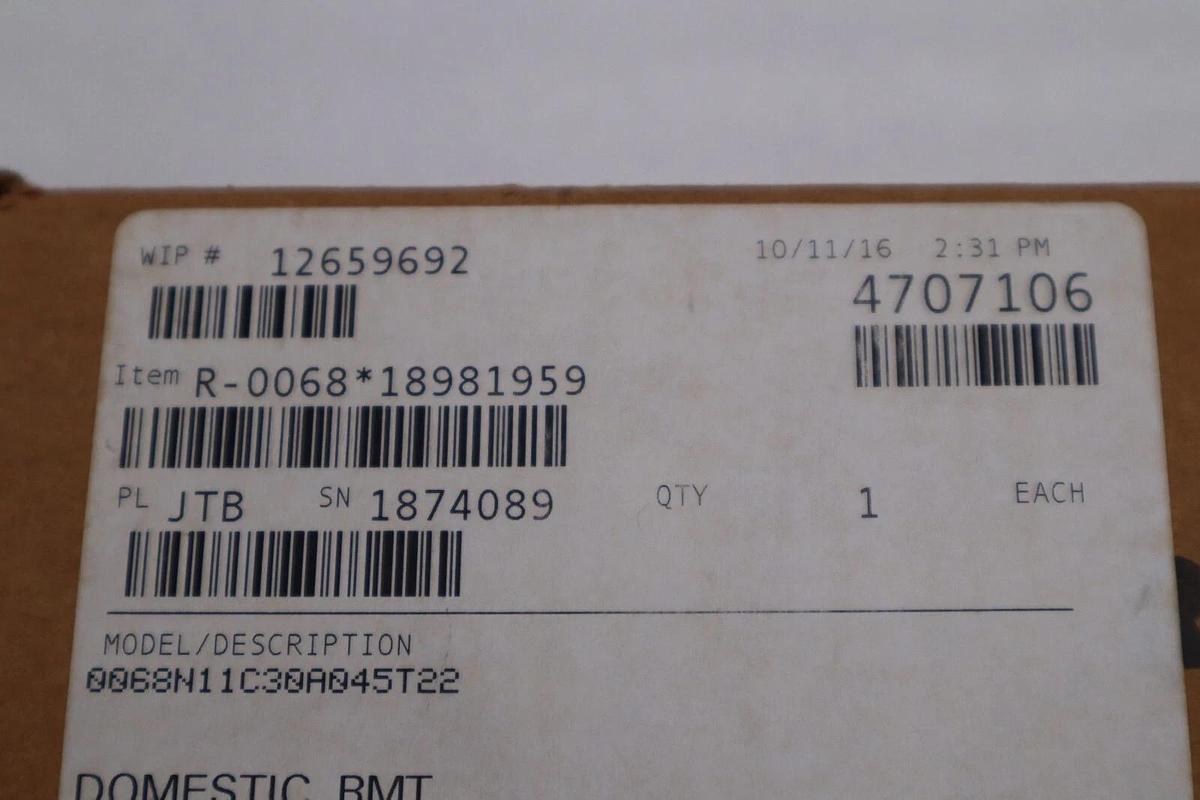 WIP # 12659692
10/11/16 2:31 PM
4707106
Item R-0068*18981959
PL JTB SN 1874089 QTY 1 EACH
MODEL/DESCRIPTION
0068N11C30A045T22
DOMESTIC RMT